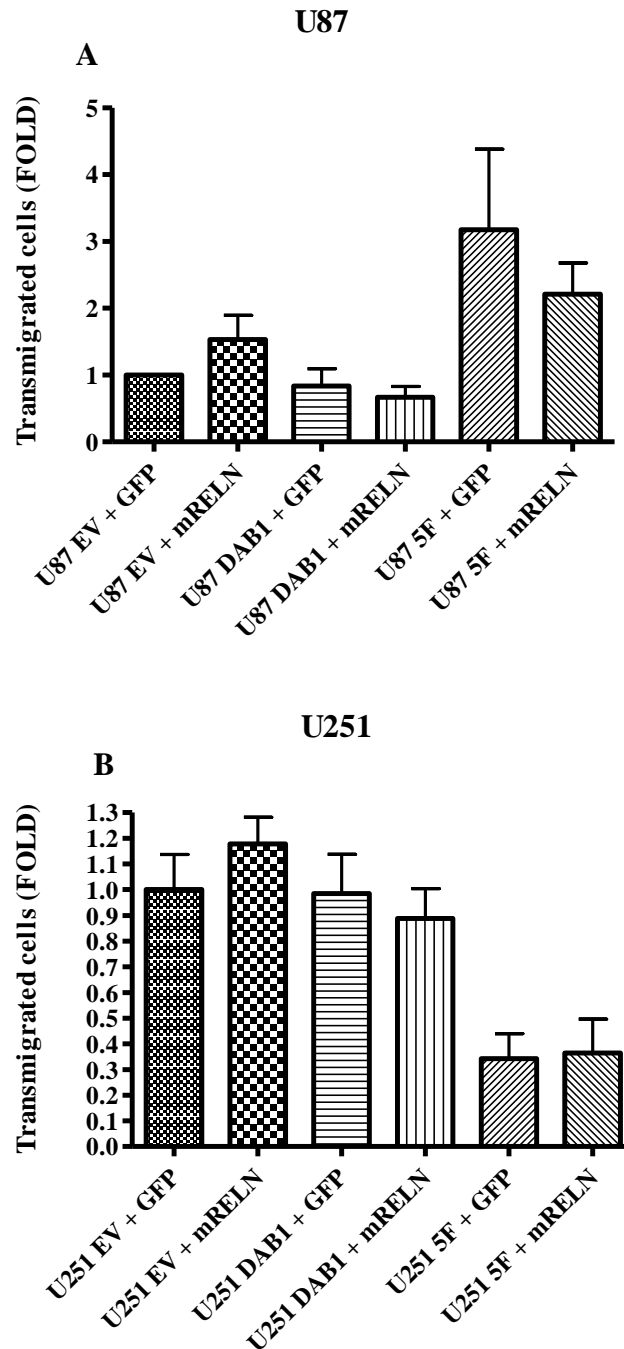 U87
A
Transmigrated cells (FOLD)
5
4
3
2
1
0
U87 EV + GFP
U87 EV + mRELN
U87 DAB1 + GFP
U87 DAB1 + mRELN
U87 5F + GFP
U87 5F + mRELN
U251
B
Transmigrated cells (FOLD)
1.3
1.2
1.1
1.0
0.9
0.8
0.7
0.6
0.5
0.4
0.3
0.2
0.1
0.0
U251 EV + GFP
U251 EV + mRELN
U251 DAB1 + GFP
U251 DAB1 + mRELN
U251 5F + GFP
U251 5F + mRELN